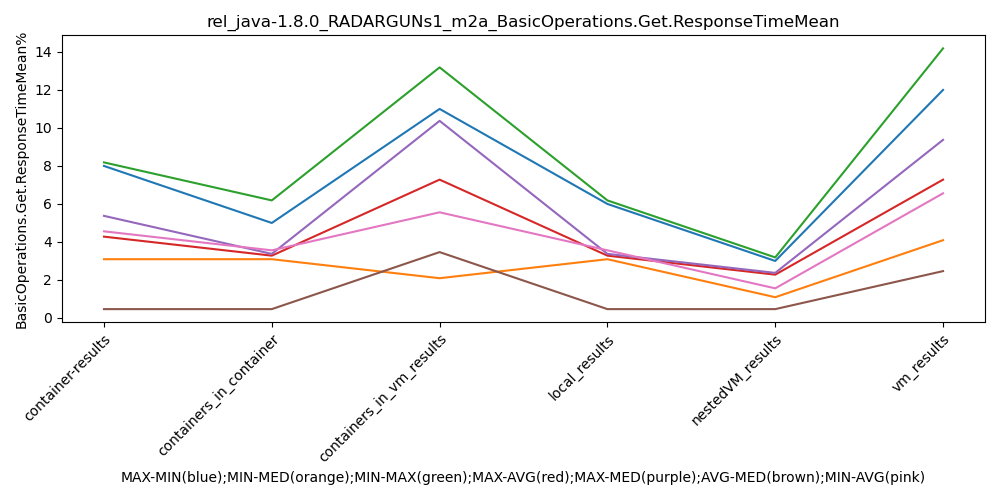 rel_java-1.8.0_RADARGUNs1_m2a_BasicOperations.Get.ResponseTimeMean
BasicOperations.Get.ResponseTimeMean%
14
12
10
8
6
4
2
0
container-results
containers_in_container
containers_in_vm_results
local_results
nestedVM_results
vm_results
MAX-MIN(blue);MIN-MED(orange);MIN-MAX(green);MAX-AVG(red);MAX-MED(purple);AVG-MED(brown);MIN-AVG(pink)